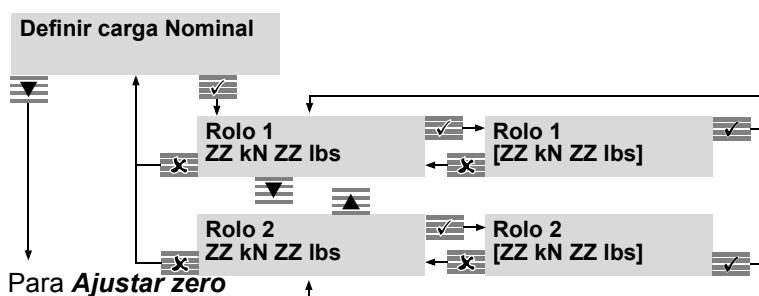 Definir carga Nominal
Rolo 1
ZZ kN ZZ lbs
Rolo 1
[ZZ kN ZZ lbs]
Rolo 2
ZZ kN ZZ lbs
Rolo 2
[ZZ kN ZZ lbs]
Para Ajustar zero